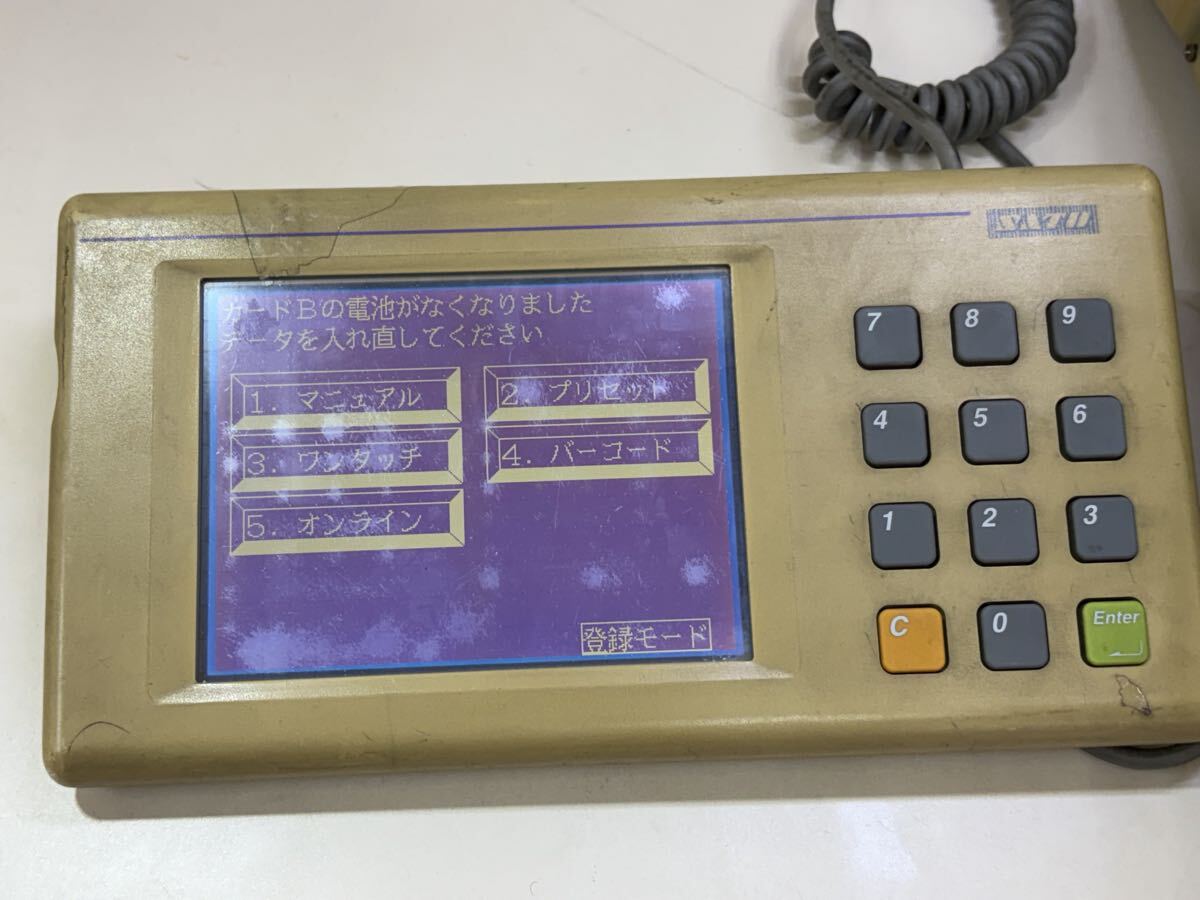 SATO
カードBの電池がなくなりました
データを入れ直してください
1. マニュアル
2. プリセット
3. ワンタッチ
4. バーコード
5. オンライン
登録モード
7 8 9
4 5 6
1 2 3
C 0 Enter